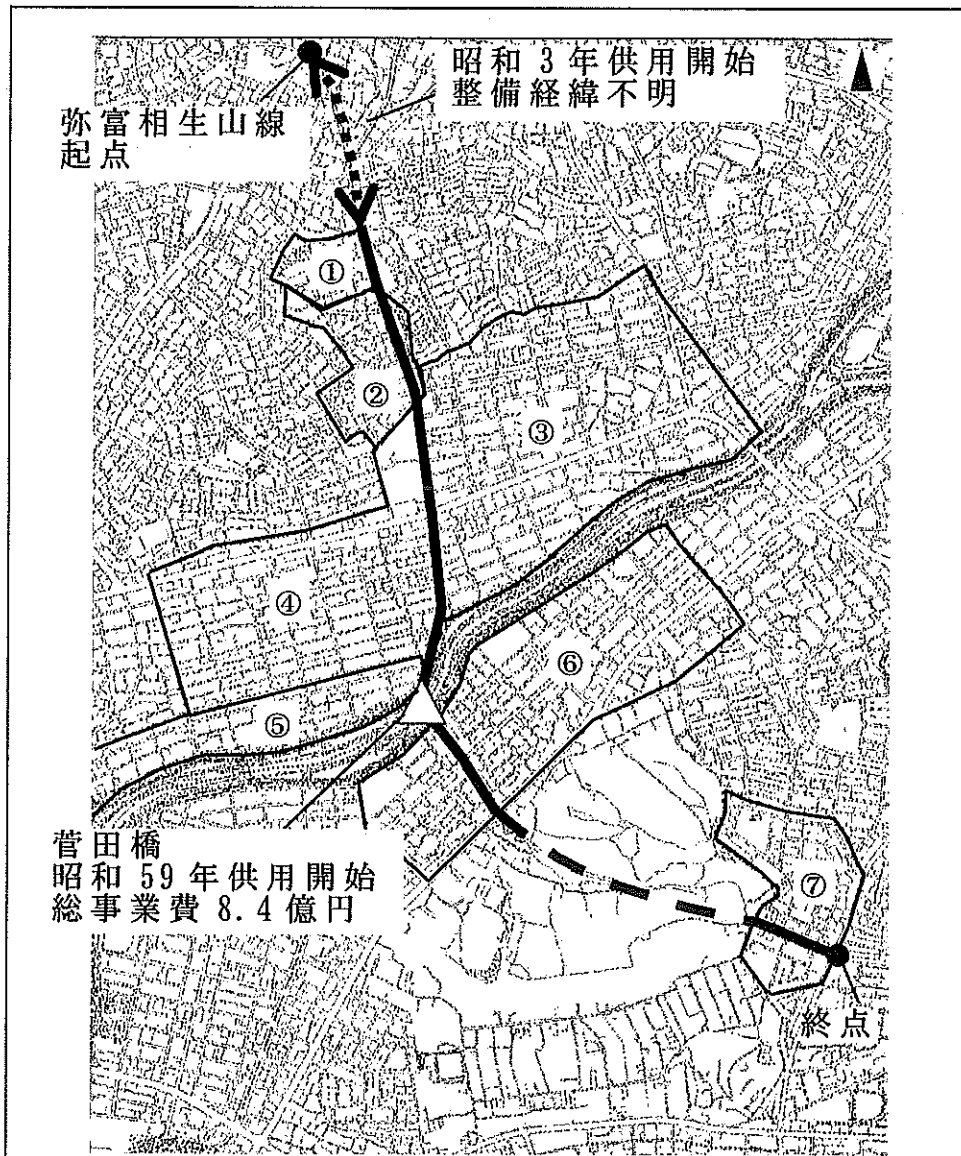 昭和3年供用開始
整備経緯不明
弥富相生山線
起点
①
②
③
④
⑤
⑥
⑦
菅田橋
昭和59年供用開始
総事業費8.4億円
終点